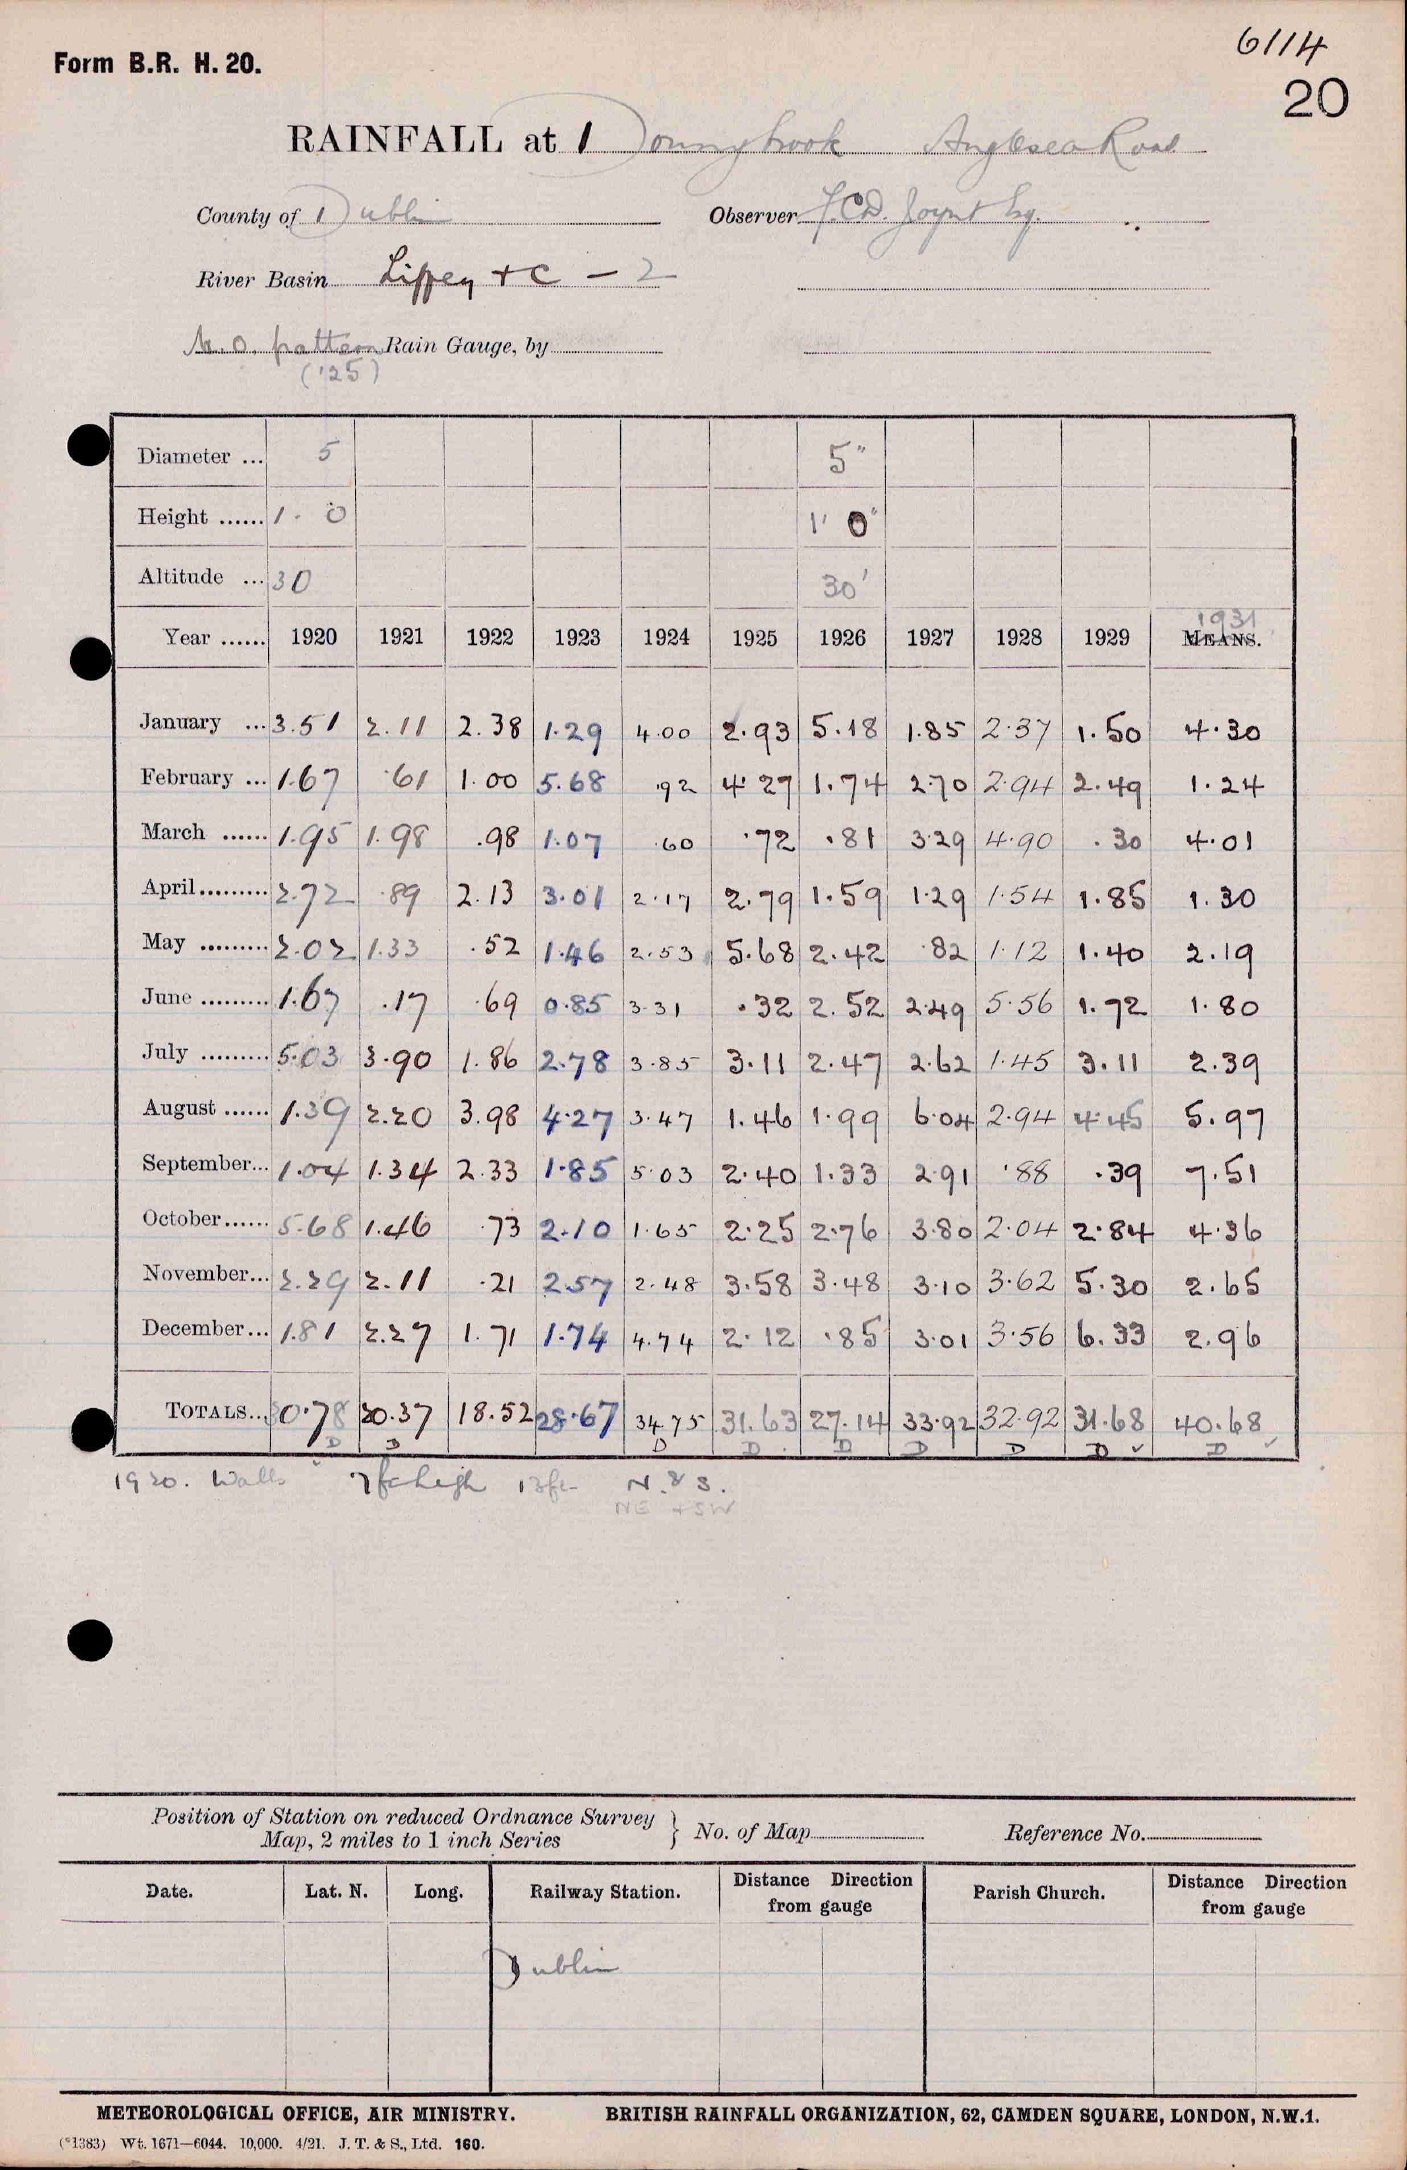 Form B.R. H. 20.
6114
20
RAINFALL at Donnybrook Anglesea Road
County of Dublin Observer
River Basin Liffey + C — 2
M.O. pattern Rain Gauge, by
('25)
Diameter ... 5 5"
Height ...... 1. 0 1' 0"
Altitude ... 30 30'
1931
Year ...... 1920 1921 1922 1923 1924 1925 1926 1927 1928 1929 MEANS.
January ... 3.51 2.11 2.38 1.29 4.00 2.93 5.18 1.85 2.37 1.50 4.30
February ... 1.67 .61 1.00 5.68 .92 4.27 1.74 2.70 2.94 2.49 1.24
March ...... 1.95 1.98 .98 1.07 .60 .72 .81 3.29 4.90 .30 4.01
April......... 2.72 .89 2.13 3.01 2.17 2.79 1.59 1.29 1.54 1.85 1.30
May ......... 2.02 1.33 .52 1.46 2.53 5.68 2.42 .82 1.12 1.40 2.19
June ......... 1.67 .17 .69 0.85 3.31 .32 2.52 2.49 5.56 1.72 1.80
July ......... 5.03 3.90 1.86 2.78 3.85 3.11 2.47 2.62 1.45 3.11 2.39
August ...... 1.39 2.20 3.98 4.27 3.47 1.46 1.99 6.04 2.94 4.45 5.97
September... 1.04 1.34 2.33 1.85 5.03 2.40 1.33 2.91 .88 .39 7.51
October...... 5.68 1.46 .73 2.10 1.65 2.25 2.76 3.80 2.04 2.84 4.36
November... 2.29 2.11 .21 2.57 2.48 3.58 3.48 3.10 3.62 5.30 2.65
December... 1.81 2.27 1.71 1.74 4.74 2.12 .85 3.01 3.56 6.33 2.96
TOTALS... 30.78 20.37 18.52 28.67 34.75 31.63 27.14 33.92 32.92 31.68 40.68
D D D D D D D D ✓ D ✓
1920. Walls 7ft high 13ft N. & S.
NE + SW
Position of Station on reduced Ordnance Survey
Map, 2 miles to 1 inch Series } No. of Map Reference No.
Date. Lat. N. Long. Railway Station. Distance Direction from gauge Parish Church. Distance Direction from gauge
Dublin
METEOROLOGICAL OFFICE, AIR MINISTRY. BRITISH RAINFALL ORGANIZATION, 62, CAMDEN SQUARE, LONDON, N.W.1.
(*1383) Wt. 1671—6044. 10,000. 4/21. J. T. & S., Ltd. 160.